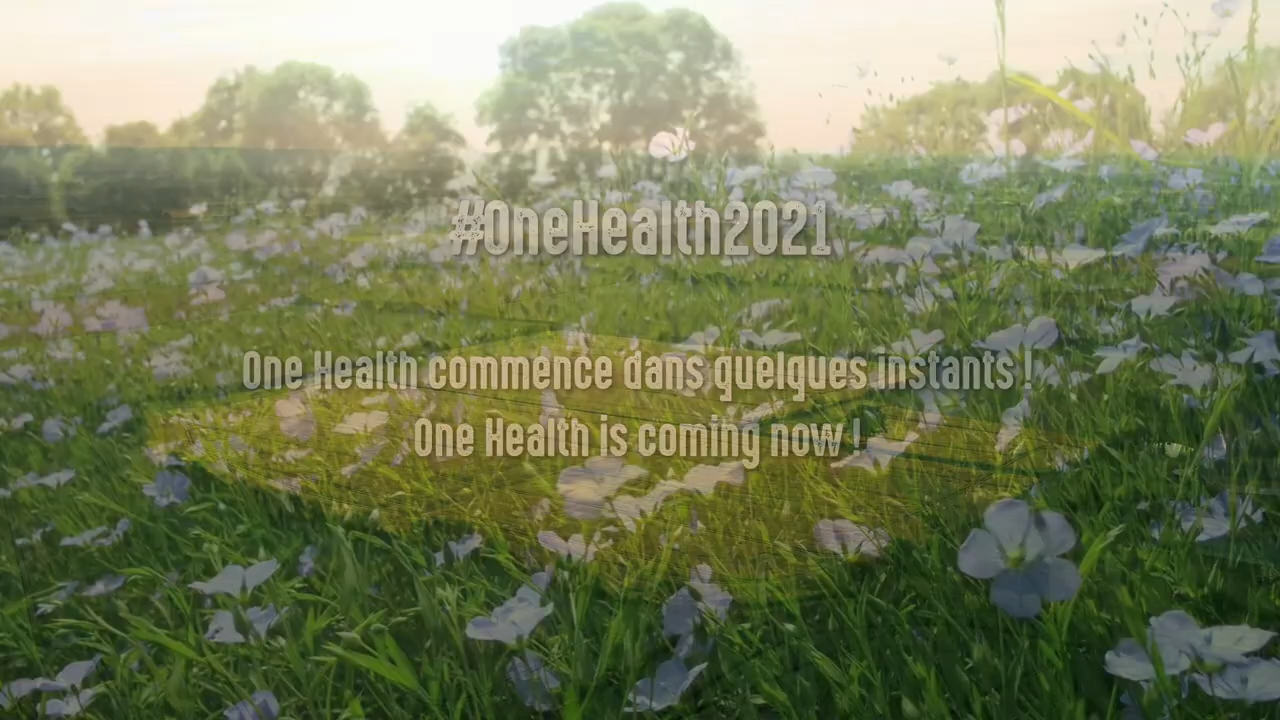 #OneHealth2021
One Health commence dans quelques instants !
One Health is coming now !